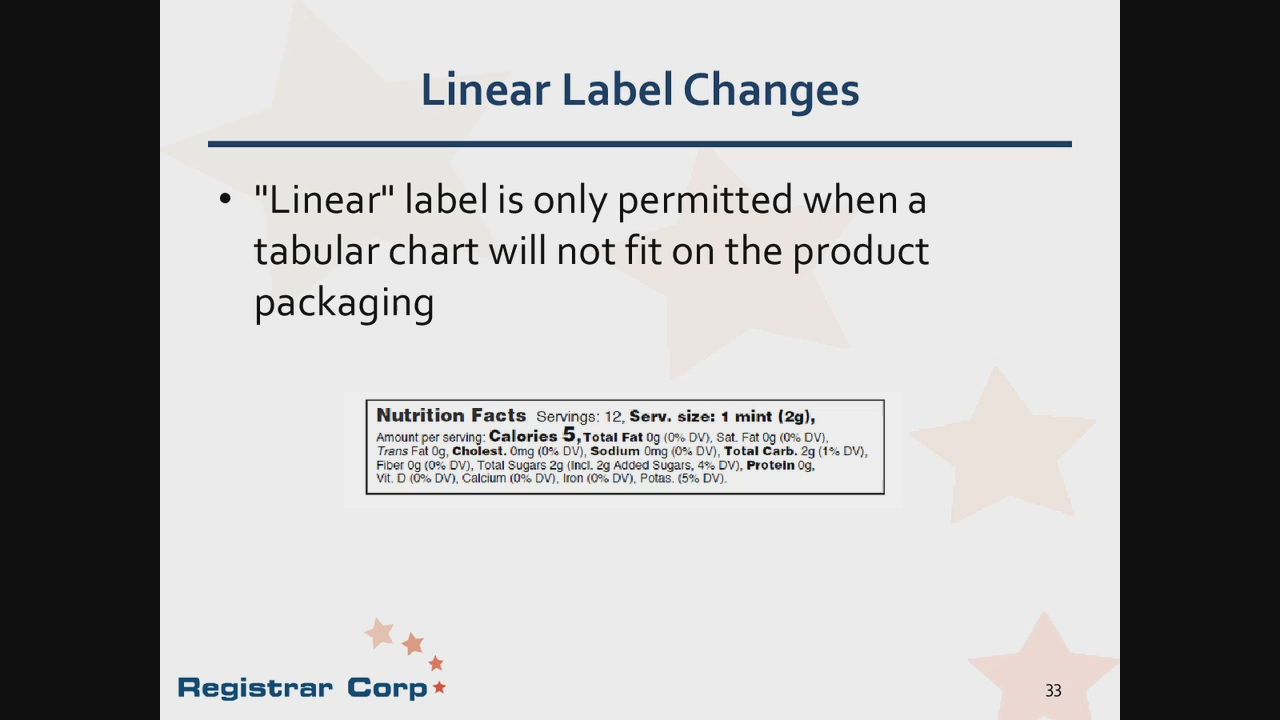 Linear Label Changes
• "Linear" label is only permitted when a
tabular chart will not fit on the product
packaging
Nutrition Facts Servings: 12, Serv. size: 1 mint (2g),
Amount per serving: Calories 5, Total Fat 0g (0% DV), Sat. Fat 0g (0% DV),
Trans Fat 0g, Cholest. 0mg (0% DV), Sodium 0mg (0% DV), Total Carb. 2g (1% DV),
Fiber 0g (0% DV), Total Sugars 2g (Incl. 2g Added Sugars, 4% DV), Protein 0g,
Vit. D (0% DV), Calcium (0% DV), Iron (0% DV), Potas. (5% DV).
Registrar Corp
33